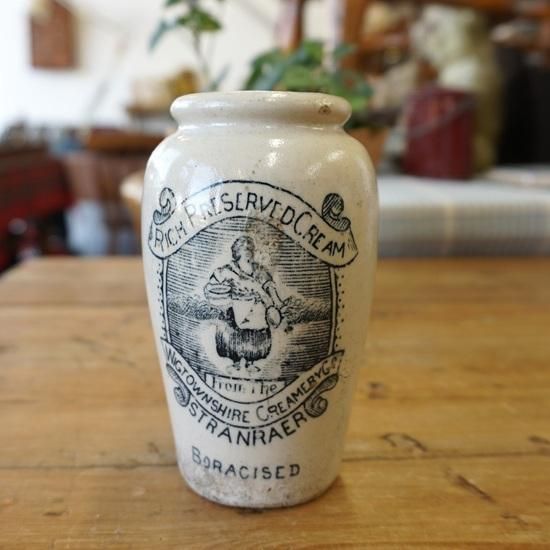 RICH PRESERVED CREAM
From The
WIGTOWNSHIRE CREAMERY Co
STRANRAER
BORACISED